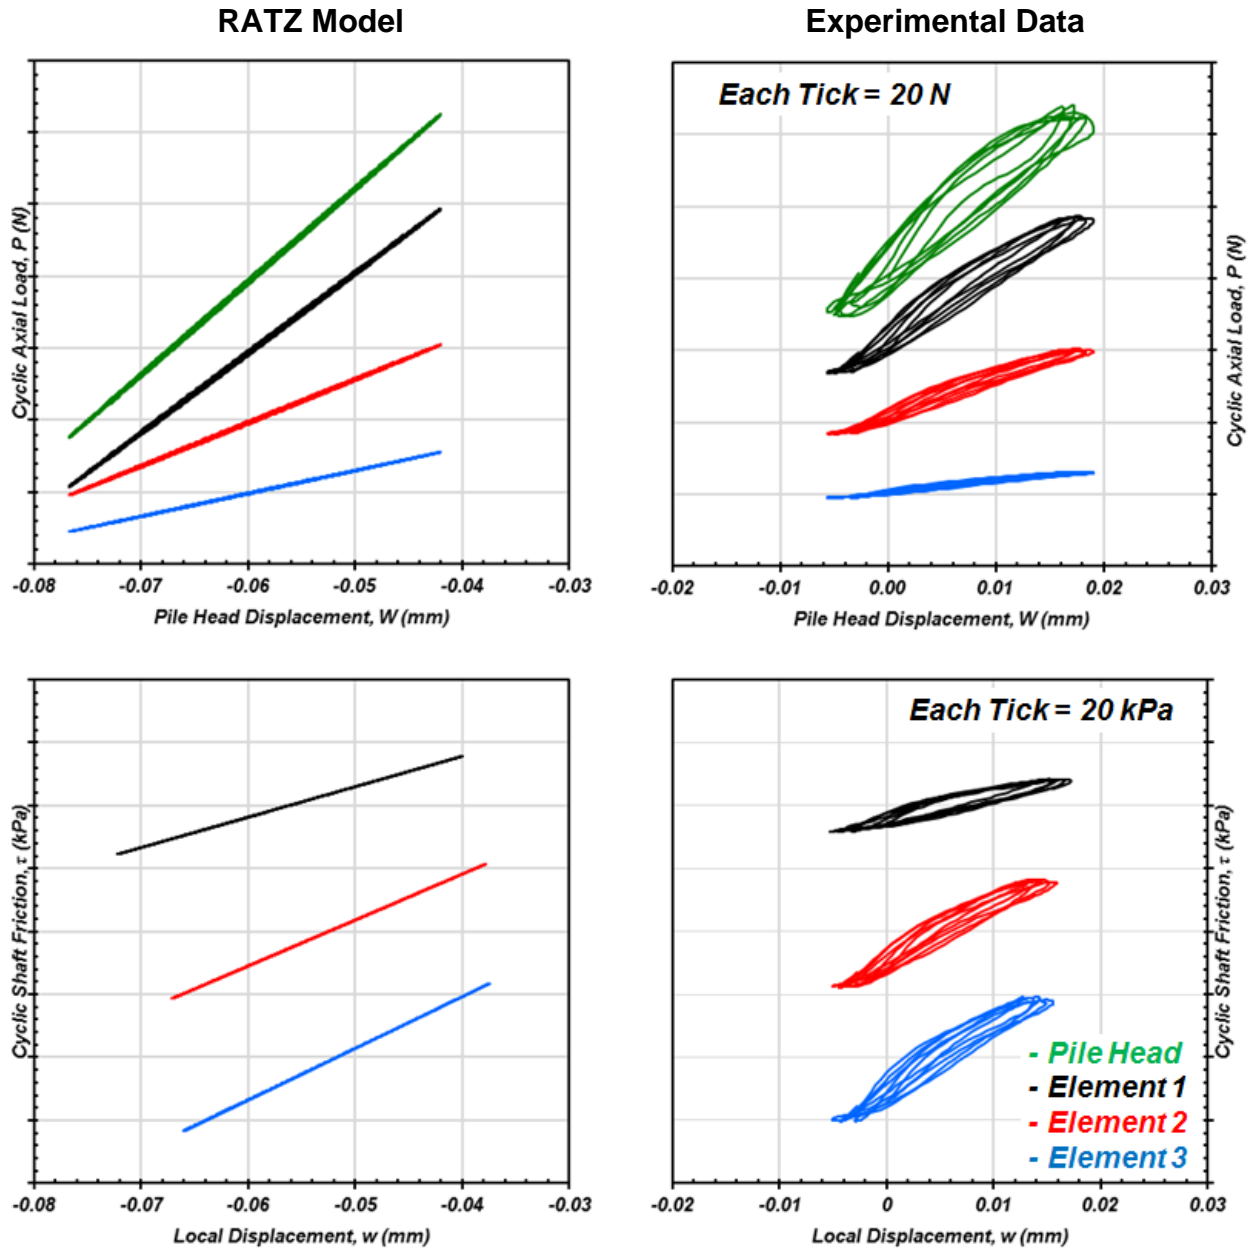 RATZ Model
Experimental Data
Cyclic Axial Load, P (N)
-0.08 -0.07 -0.06 -0.05 -0.04 -0.03
Pile Head Displacement, W (mm)
Each Tick = 20 N
Cyclic Axial Load, P (N)
-0.02 -0.01 0.00 0.01 0.02 0.03
Pile Head Displacement, W (mm)
Cyclic Shaft Friction, τ (kPa)
-0.08 -0.07 -0.06 -0.05 -0.04 -0.03
Local Displacement, w (mm)
Each Tick = 20 kPa
- Pile Head
- Element 1
- Element 2
- Element 3
Cyclic Shaft Friction, τ (kPa)
-0.02 -0.01 0 0.01 0.02 0.03
Local Displacement, w (mm)